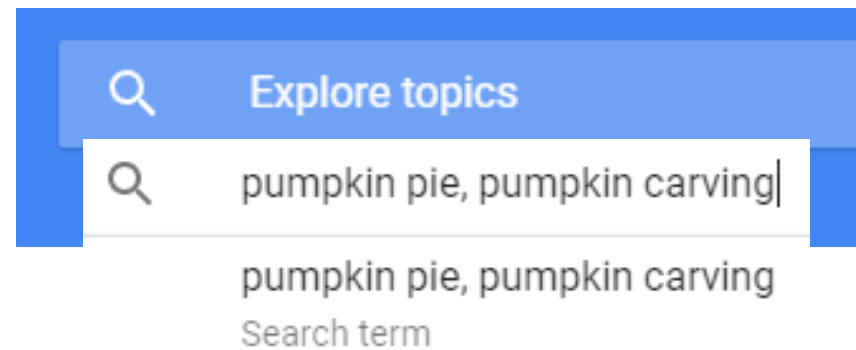 Explore topics
pumpkin pie, pumpkin carving
pumpkin pie, pumpkin carving
Search term